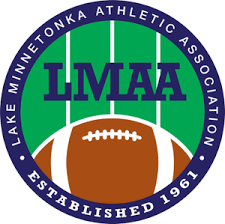 LAKE MINNETONKA ATHLETIC ASSOCIATION
LMAA
• ESTABLISHED 1961 •